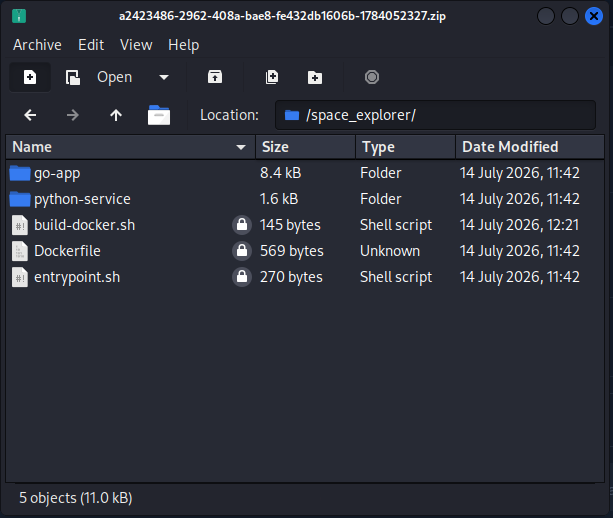 a2423486-2962-408a-bae8-fe432db1606b-1784052327.zip
Archive Edit View Help
Open
Location: /space_explorer/
Name Size Type Date Modified
go-app 8.4 kB Folder 14 July 2026, 11:42
python-service 1.6 kB Folder 14 July 2026, 11:42
build-docker.sh 145 bytes Shell script 14 July 2026, 12:21
Dockerfile 569 bytes Unknown 14 July 2026, 11:42
entrypoint.sh 270 bytes Shell script 14 July 2026, 11:42
5 objects (11.0 kB)